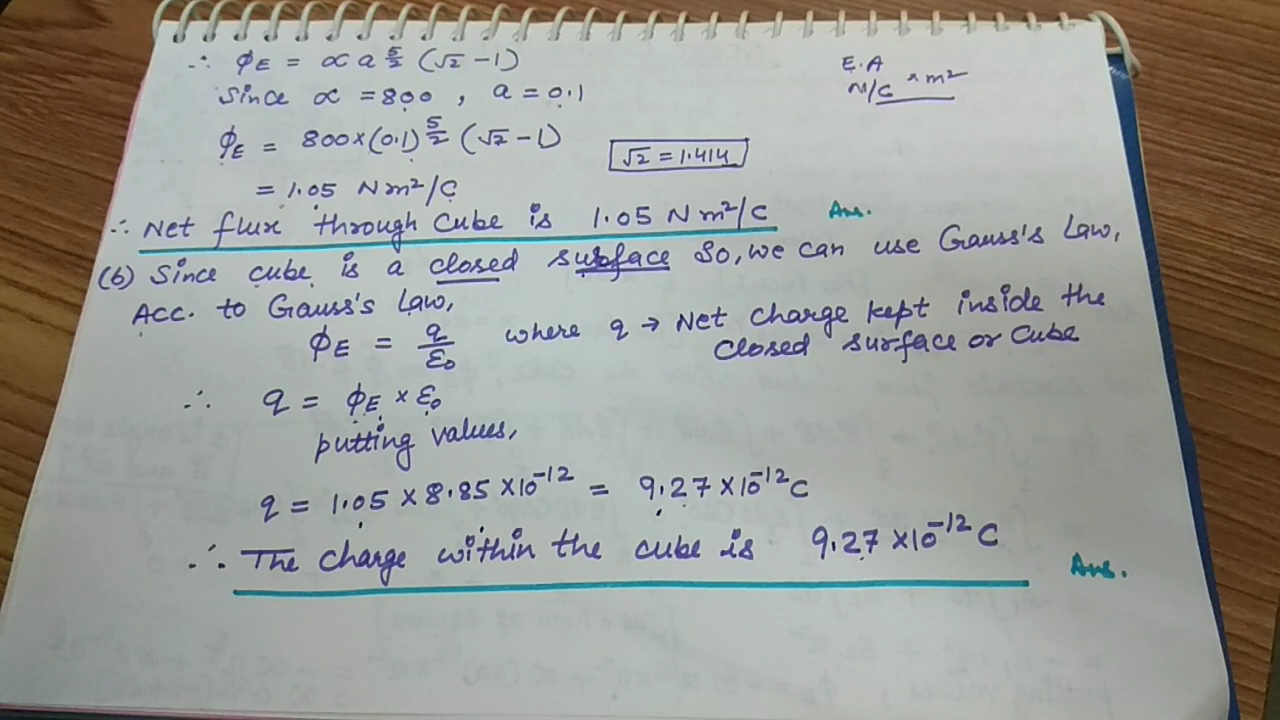 ∴ ϕE = α a 5/2 (√2 - 1)
E. A
N/C * m²
Since α = 800 , a = 0.1
ϕE = 800 × (0.1) 5/2 (√2 - 1)
√2 = 1.414
= 1.05 Nm²/C
∴ Net flux through Cube is 1.05 Nm²/C Ans.
(b) Since cube is a closed surface So, we can use Gauss's Law,
Acc. to Gauss's Law,
ϕE = q/ε₀ where q → Net charge kept inside the
closed surface or Cube
∴ q = ϕE × ε₀
putting values,
q = 1.05 × 8.85 × 10⁻¹² = 9.27 × 10⁻¹² C
∴ The charge within the cube is 9.27 × 10⁻¹² C
Ans.